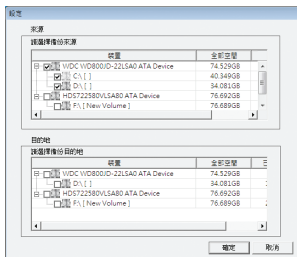 設定
來源
請選擇備份來源
裝置 全部空間
WDC WD800JD-22LSA0 ATA Device 74.529GB
C:\ [ ] 40.349GB
D:\ [ ] 34.081GB
HDS722580VLSA80 ATA Device 76.692GB
F:\ [ New Volume ] 76.689GB
目的地
請選擇備份目的地
裝置 全部空間
WDC WD800JD-22LSA0 ATA Device 74.529GB
D:\ [ ] 34.081GB
HDS722580VLSA80 ATA Device 76.692GB
F:\ [ New Volume ] 76.689GB
確定 取消